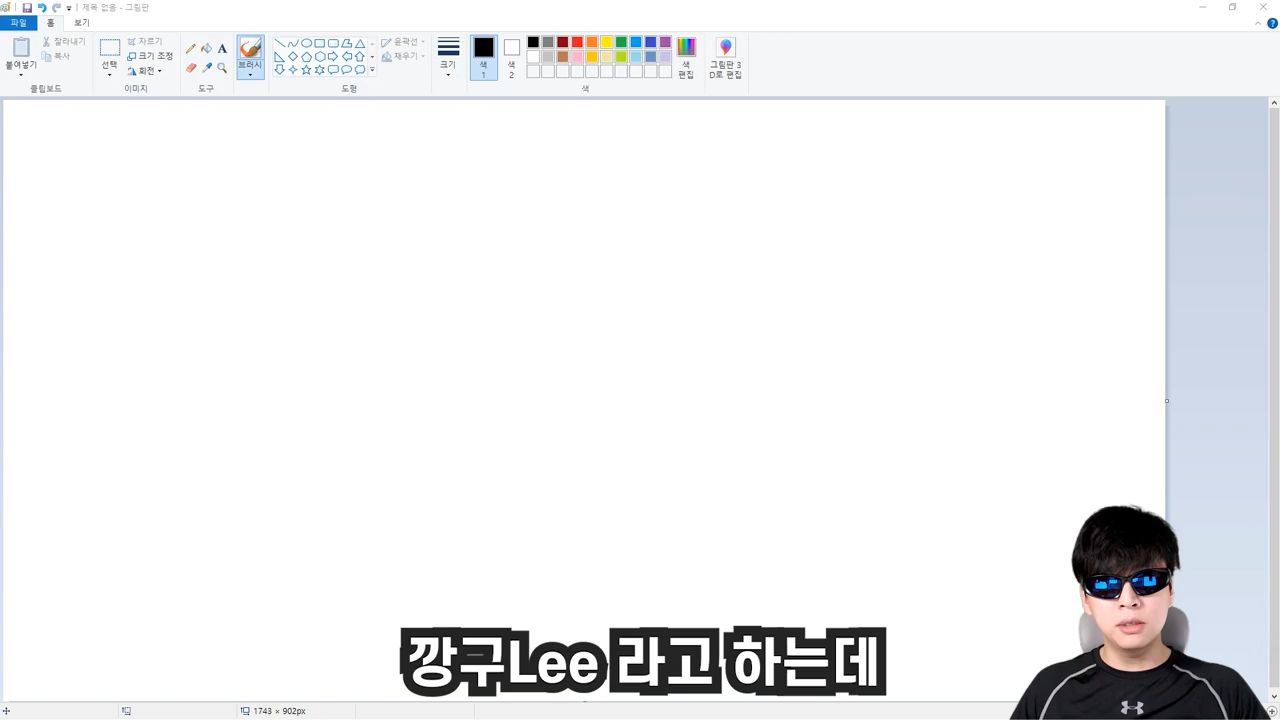 제목 없음 - 그림판
파일 홈 보기
붙여넣기 잘라내기 복사
선택 자르기 크기 조정 회전
A
브러시
윤곽선 채우기
크기
색 1
색 2
색 편집
그림판 3D로 편집
클립보드 이미지 도구 도형 색
깡구Lee 라고 하는데
1743 × 902px